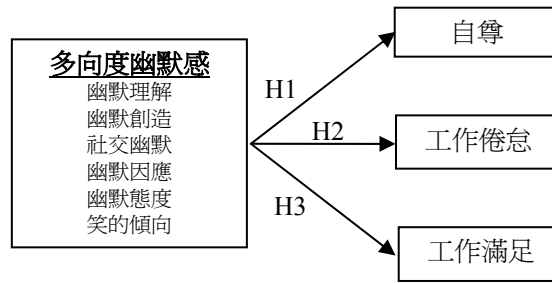 多向度幽默感
幽默理解
幽默創造
社交幽默
幽默因應
幽默態度
笑的傾向
H1
H2
H3
自尊
工作倦怠
工作滿足